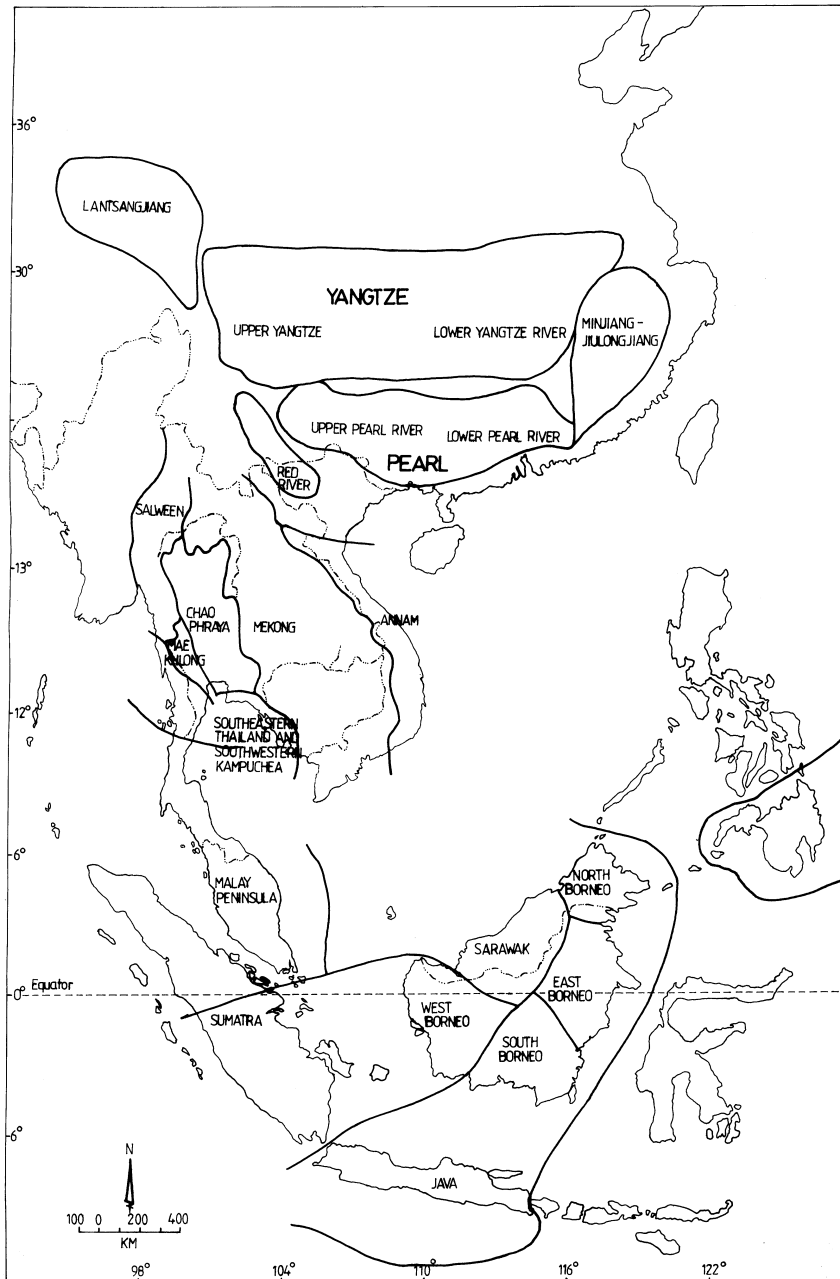 36°
LANTSANGJIANG
30°
YANGTZE
UPPER YANGTZE
LOWER YANGTZE RIVER
MINJIANG-
JIULONGJIANG
UPPER PEARL RIVER
LOWER PEARL RIVER
PEARL
RED
RIVER
SALWEEN
13°
CHAO
PHRAYA
MEKONG
ANNAM
MAE
KHLONG
12°
SOUTHEASTERN
THAILAND AND
SOUTHWESTERN
KAMPUCHEA
6°
MALAY
PENINSULA
NORTH
BORNEO
SARAWAK
Equator
0°
EAST
BORNEO
WEST
BORNEO
SUMATRA
SOUTH
BORNEO
6°
N
JAVA
100 0 200 400
KM
98° 104° 110° 116° 122°